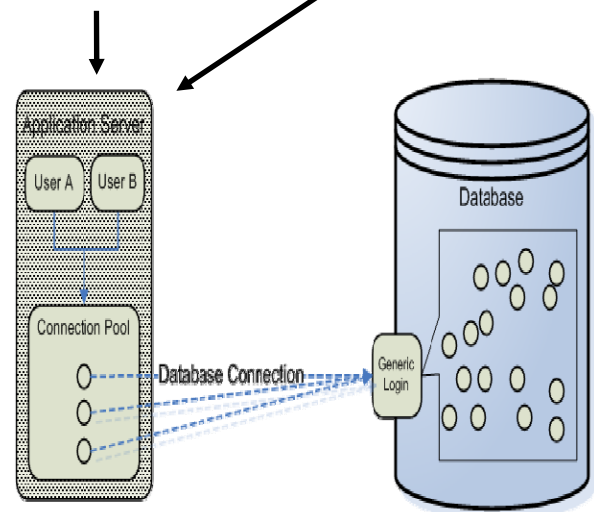 Application Server
User A
User B
Connection Pool
Database Connection
Database
Generic
Login